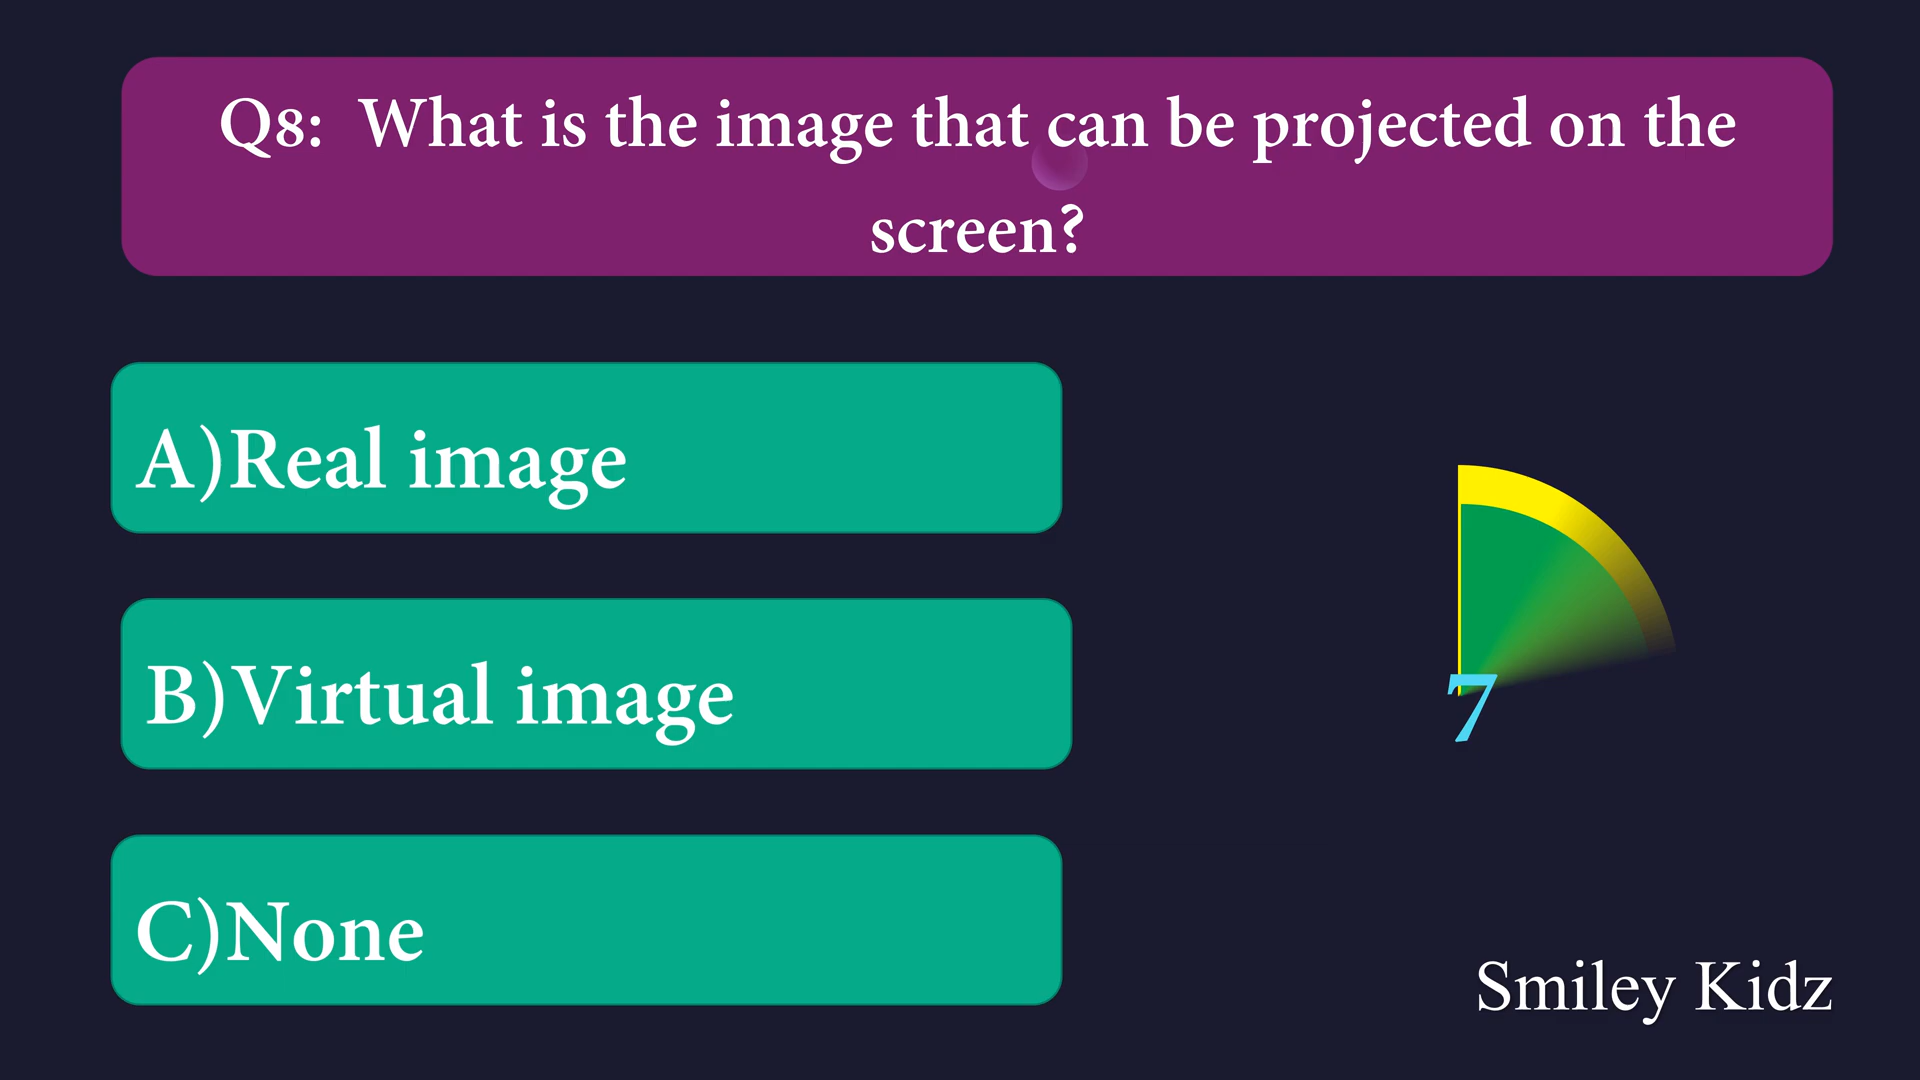 Q8: What is the image that can be projected on the
screen?
A)Real image
B)Virtual image
7
C)None
Smiley Kidz